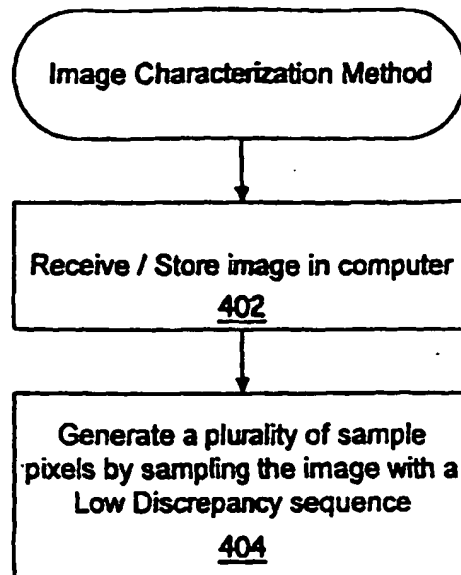 Image Characterization Method
Receive / Store image in computer
402
Generate a plurality of sample
pixels by sampling the image with a
Low Discrepancy sequence
404